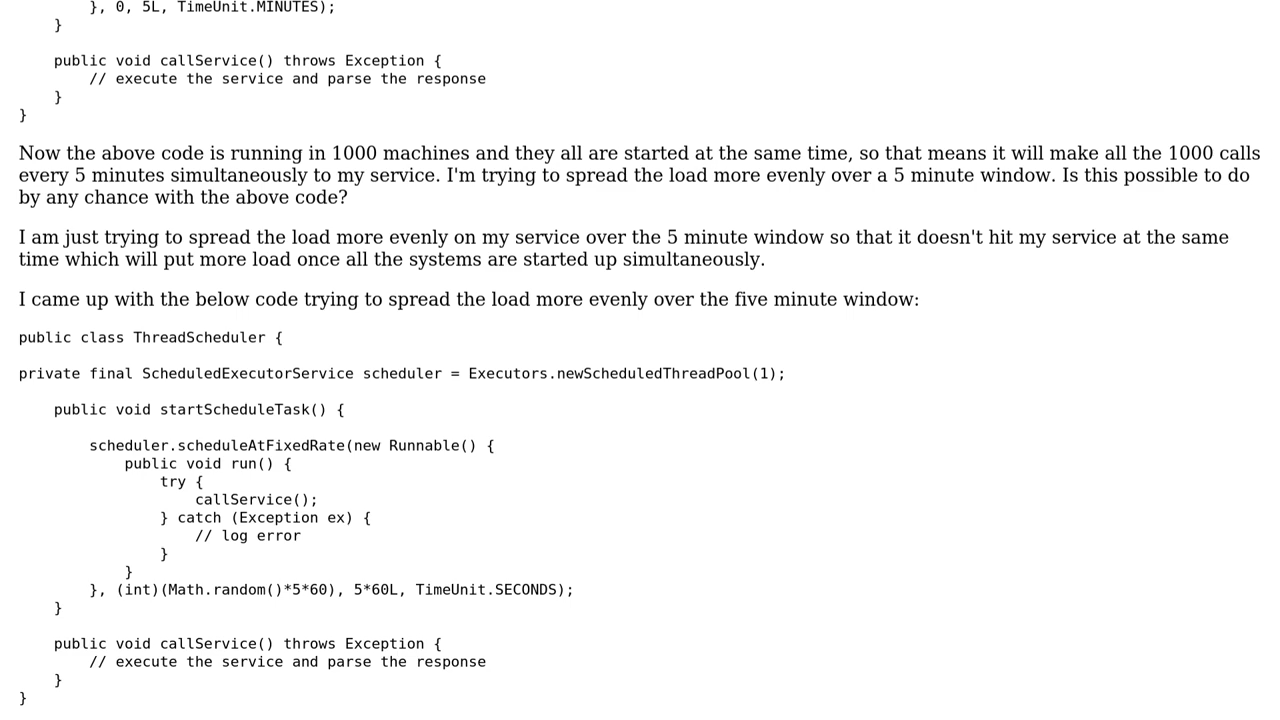 }, 0, 5L, TimeUnit.MINUTES);
    }

    public void callService() throws Exception {
        // execute the service and parse the response
    }
}
Now the above code is running in 1000 machines and they all are started at the same time, so that means it will make all the 1000 calls
every 5 minutes simultaneously to my service. I'm trying to spread the load more evenly over a 5 minute window. Is this possible to do
by any chance with the above code?
I am just trying to spread the load more evenly on my service over the 5 minute window so that it doesn't hit my service at the same
time which will put more load once all the systems are started up simultaneously.
I came up with the below code trying to spread the load more evenly over the five minute window:
public class ThreadScheduler {

private final ScheduledExecutorService scheduler = Executors.newScheduledThreadPool(1);

    public void startScheduleTask() {

        scheduler.scheduleAtFixedRate(new Runnable() {
            public void run() {
                try {
                    callService();
                } catch (Exception ex) {
                    // log error
                }
            }
        }, (int)(Math.random()*5*60), 5*60L, TimeUnit.SECONDS);
    }

    public void callService() throws Exception {
        // execute the service and parse the response
    }
}